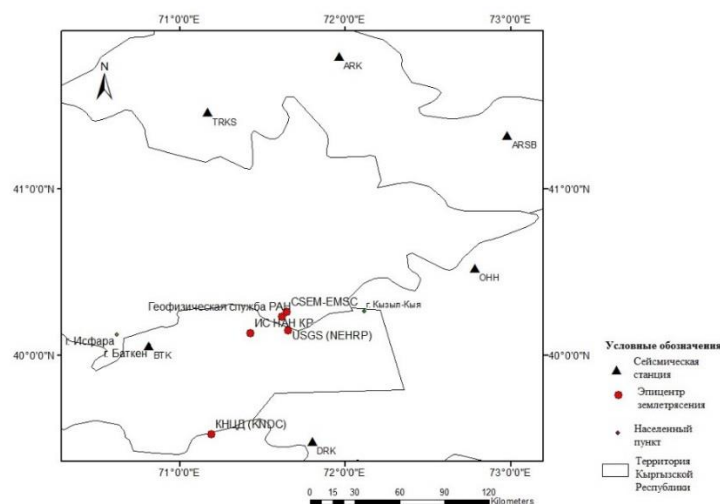 71°0'0"E
72°0'0"E
73°0'0"E
N
ARK
TRKS
ARSB
41°0'0"N
41°0'0"N
OHH
CSEM-EMSC
Геофизическая служба РАН
г. Кызыл-Кыя
ИС НАН КР
USGS (NEHRP)
г. Исфара
г. Баткен
BTK
40°0'0"N
40°0'0"N
КНЦД (KNDC)
DRK
71°0'0"E
72°0'0"E
73°0'0"E
0 15 30 60 90 120
Kilometers
Условные обозначения
Сейсмическая
станция
Эпицентр
землетрясения
Населенный
пункт
Территория
Кыргызской
Республики